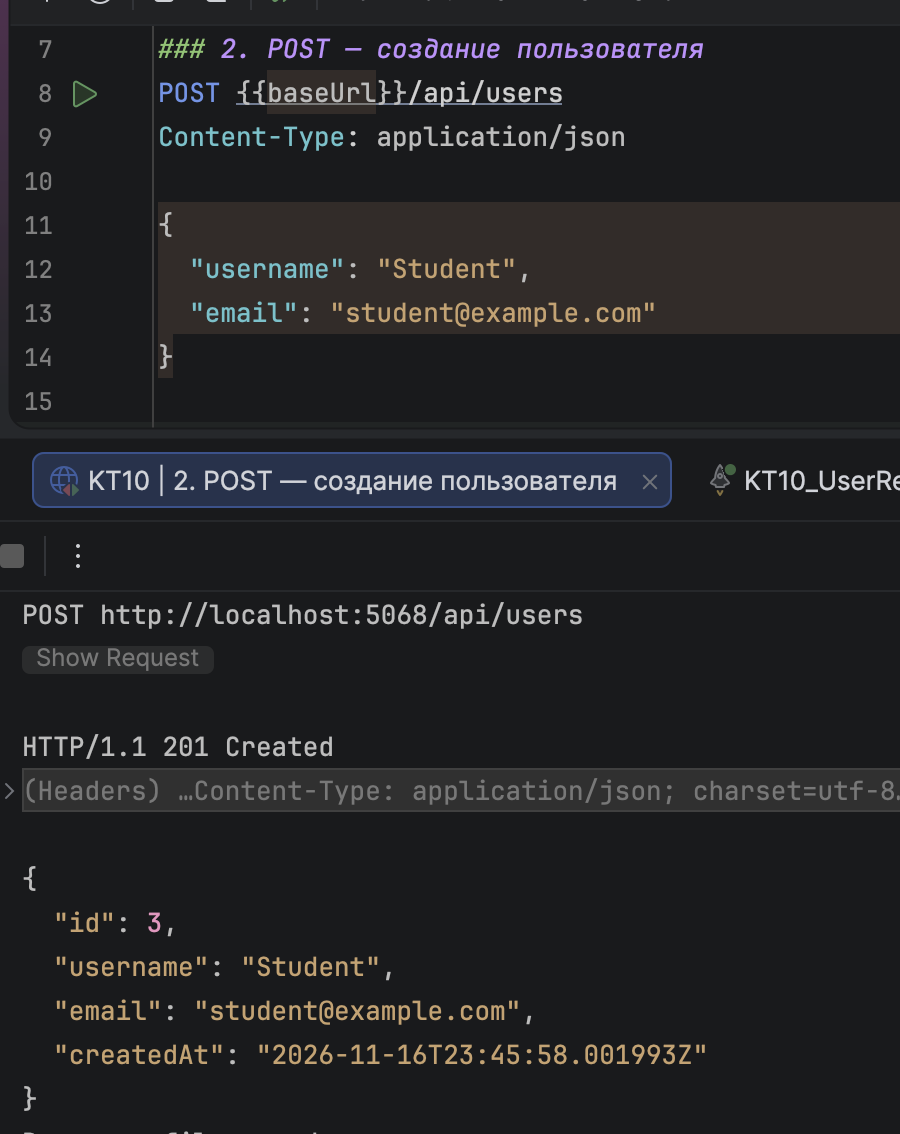 7 ### 2. POST — создание пользователя
8 POST {{baseUrl}}/api/users
9 Content-Type: application/json
10
11 {
12 "username": "Student",
13 "email": "student@example.com"
14 }
15
KT10 | 2. POST — создание пользователя
KT10_UserRe
POST http://localhost:5068/api/users
Show Request
HTTP/1.1 201 Created
(Headers) …Content-Type: application/json; charset=utf-8
{
"id": 3,
"username": "Student",
"email": "student@example.com",
"createdAt": "2026-11-16T23:45:58.001993Z"
}